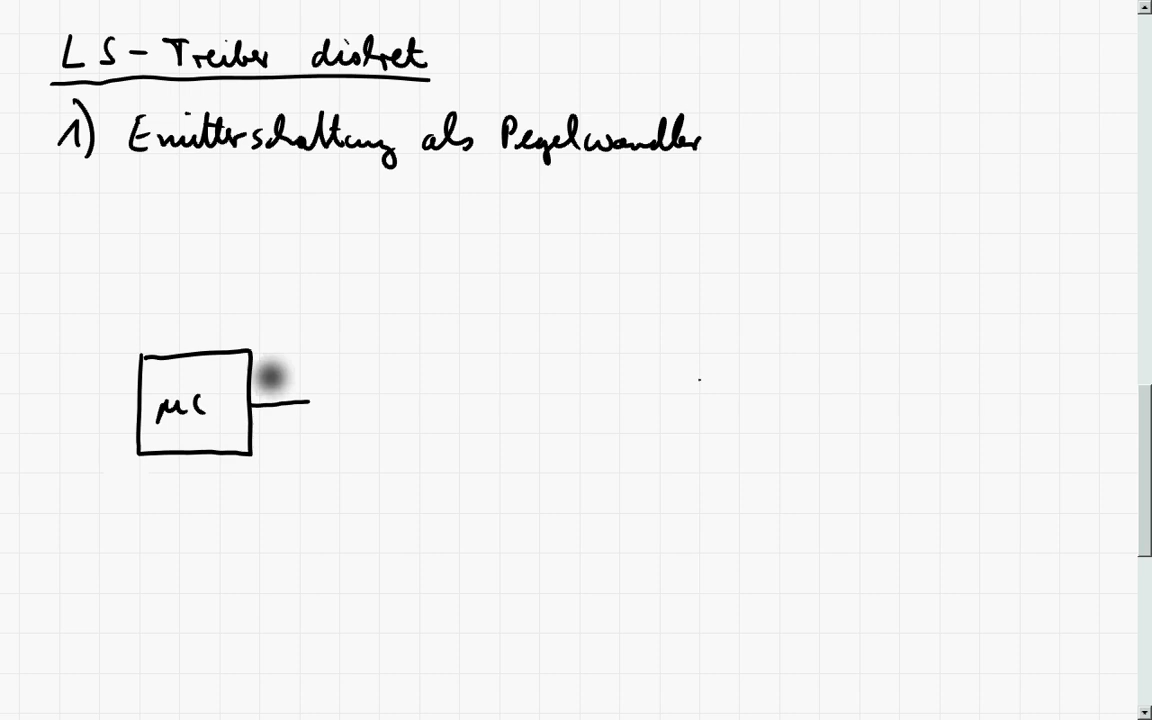 LS-Treiber diskret
1) Emitterschaltung als Pegelwandler
µC